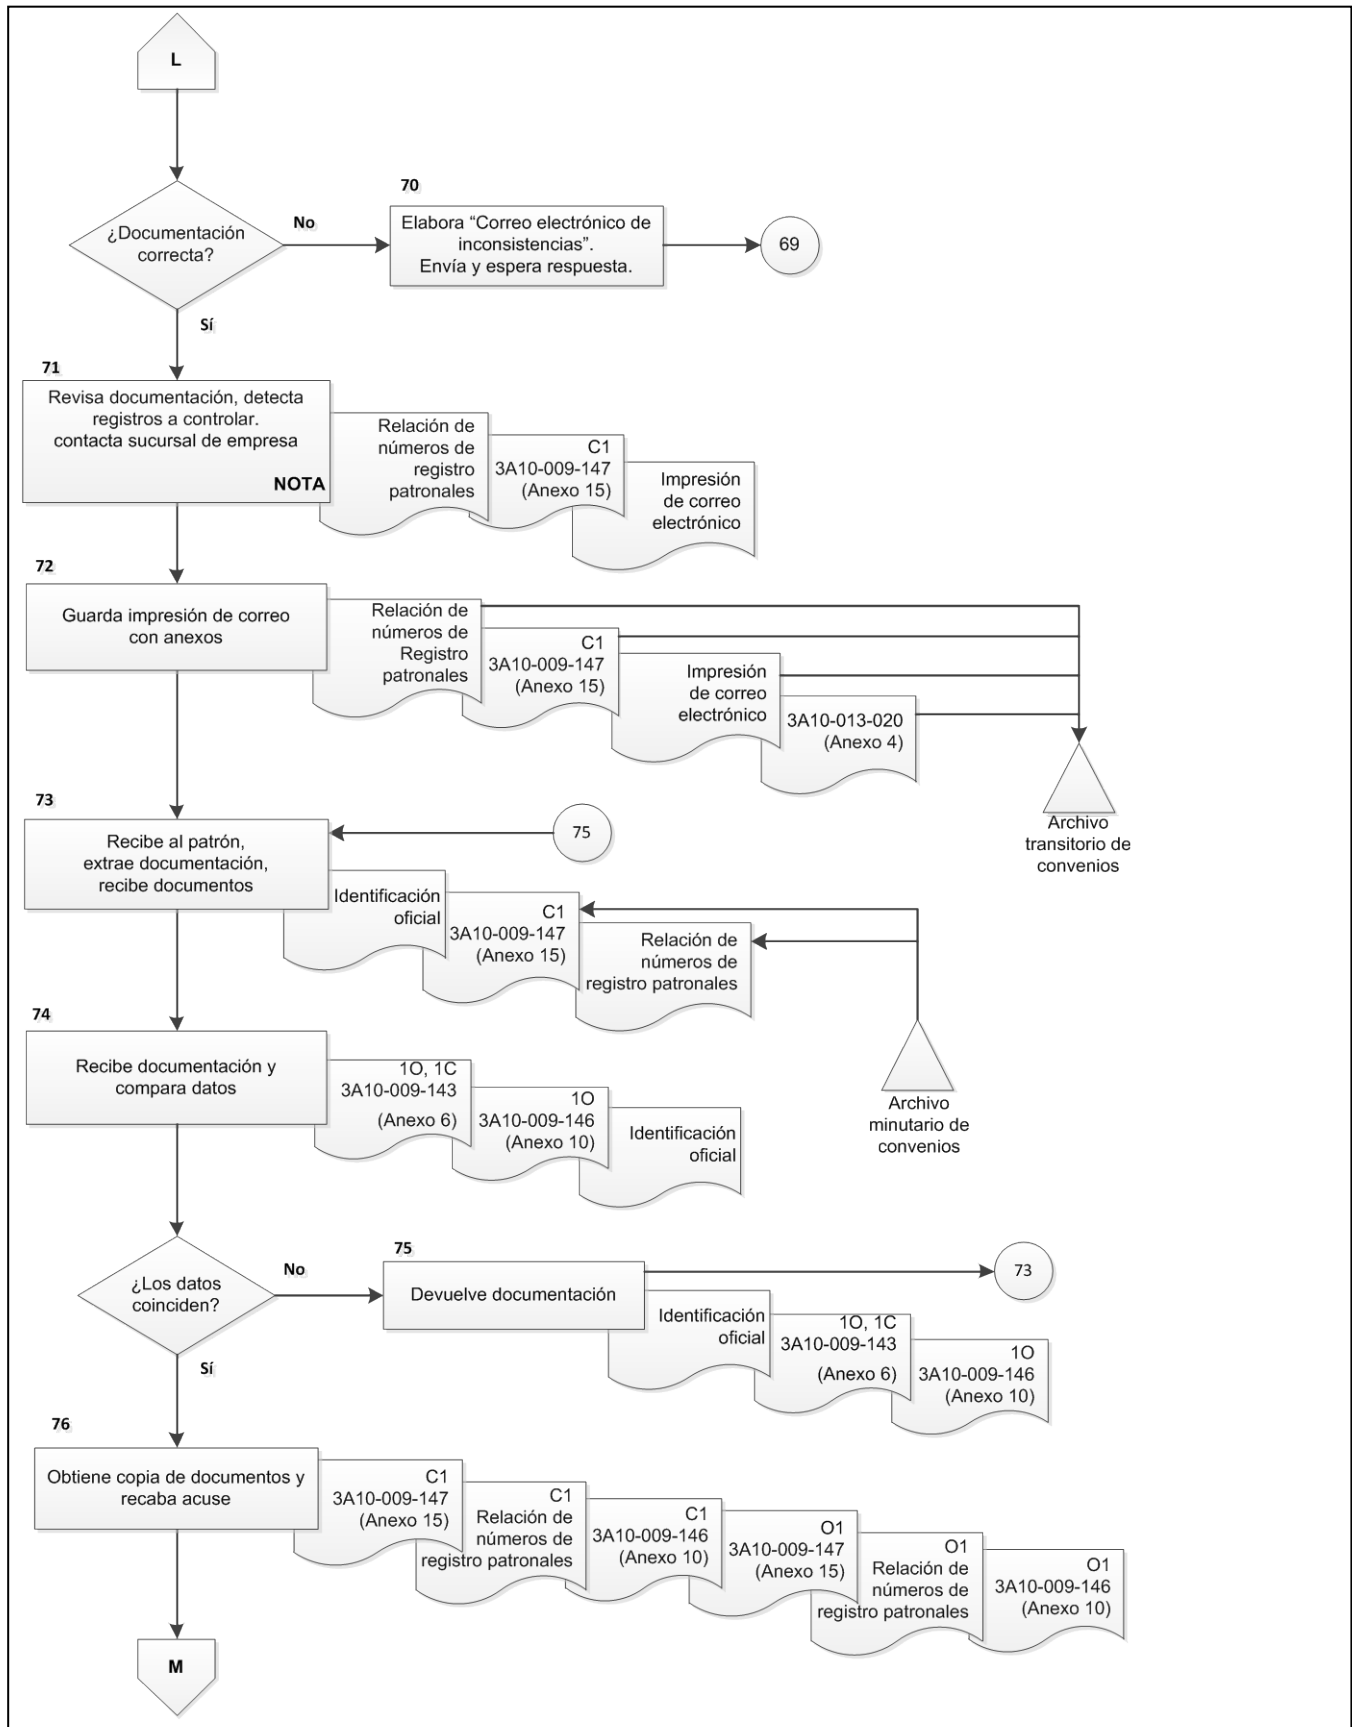 L
¿Documentación
correcta?
No
70
Elabora “Correo electrónico de
inconsistencias”.
Envía y espera respuesta.
69
Sí
71
Revisa documentación, detecta
registros a controlar.
contacta sucursal de empresa
NOTA
Relación de
números de
registro
patronales
C1
3A10-009-147
(Anexo 15)
Impresión
de correo
electrónico
72
Guarda impresión de correo
con anexos
Relación de
números de
Registro
patronales
C1
3A10-009-147
(Anexo 15)
Impresión
de correo
electrónico
3A10-013-020
(Anexo 4)
Archivo
transitorio de
convenios
73
Recibe al patrón,
extrae documentación,
recibe documentos
75
Identificación
oficial
C1
3A10-009-147
(Anexo 15)
Relación de
números de
registro patronales
Archivo
minutario de
convenios
74
Recibe documentación y
compara datos
1O, 1C
3A10-009-143
(Anexo 6)
1O
3A10-009-146
(Anexo 10)
Identificación
oficial
¿Los datos
coinciden?
No
75
Devuelve documentación
73
Identificación
oficial
1O, 1C
3A10-009-143
(Anexo 6)
1O
3A10-009-146
(Anexo 10)
Sí
76
Obtiene copia de documentos y
recaba acuse
C1
3A10-009-147
(Anexo 15)
C1
Relación de
números de
registro patronales
C1
3A10-009-146
(Anexo 10)
O1
3A10-009-147
(Anexo 15)
O1
Relación de
números de
registro patronales
O1
3A10-009-146
(Anexo 10)
M